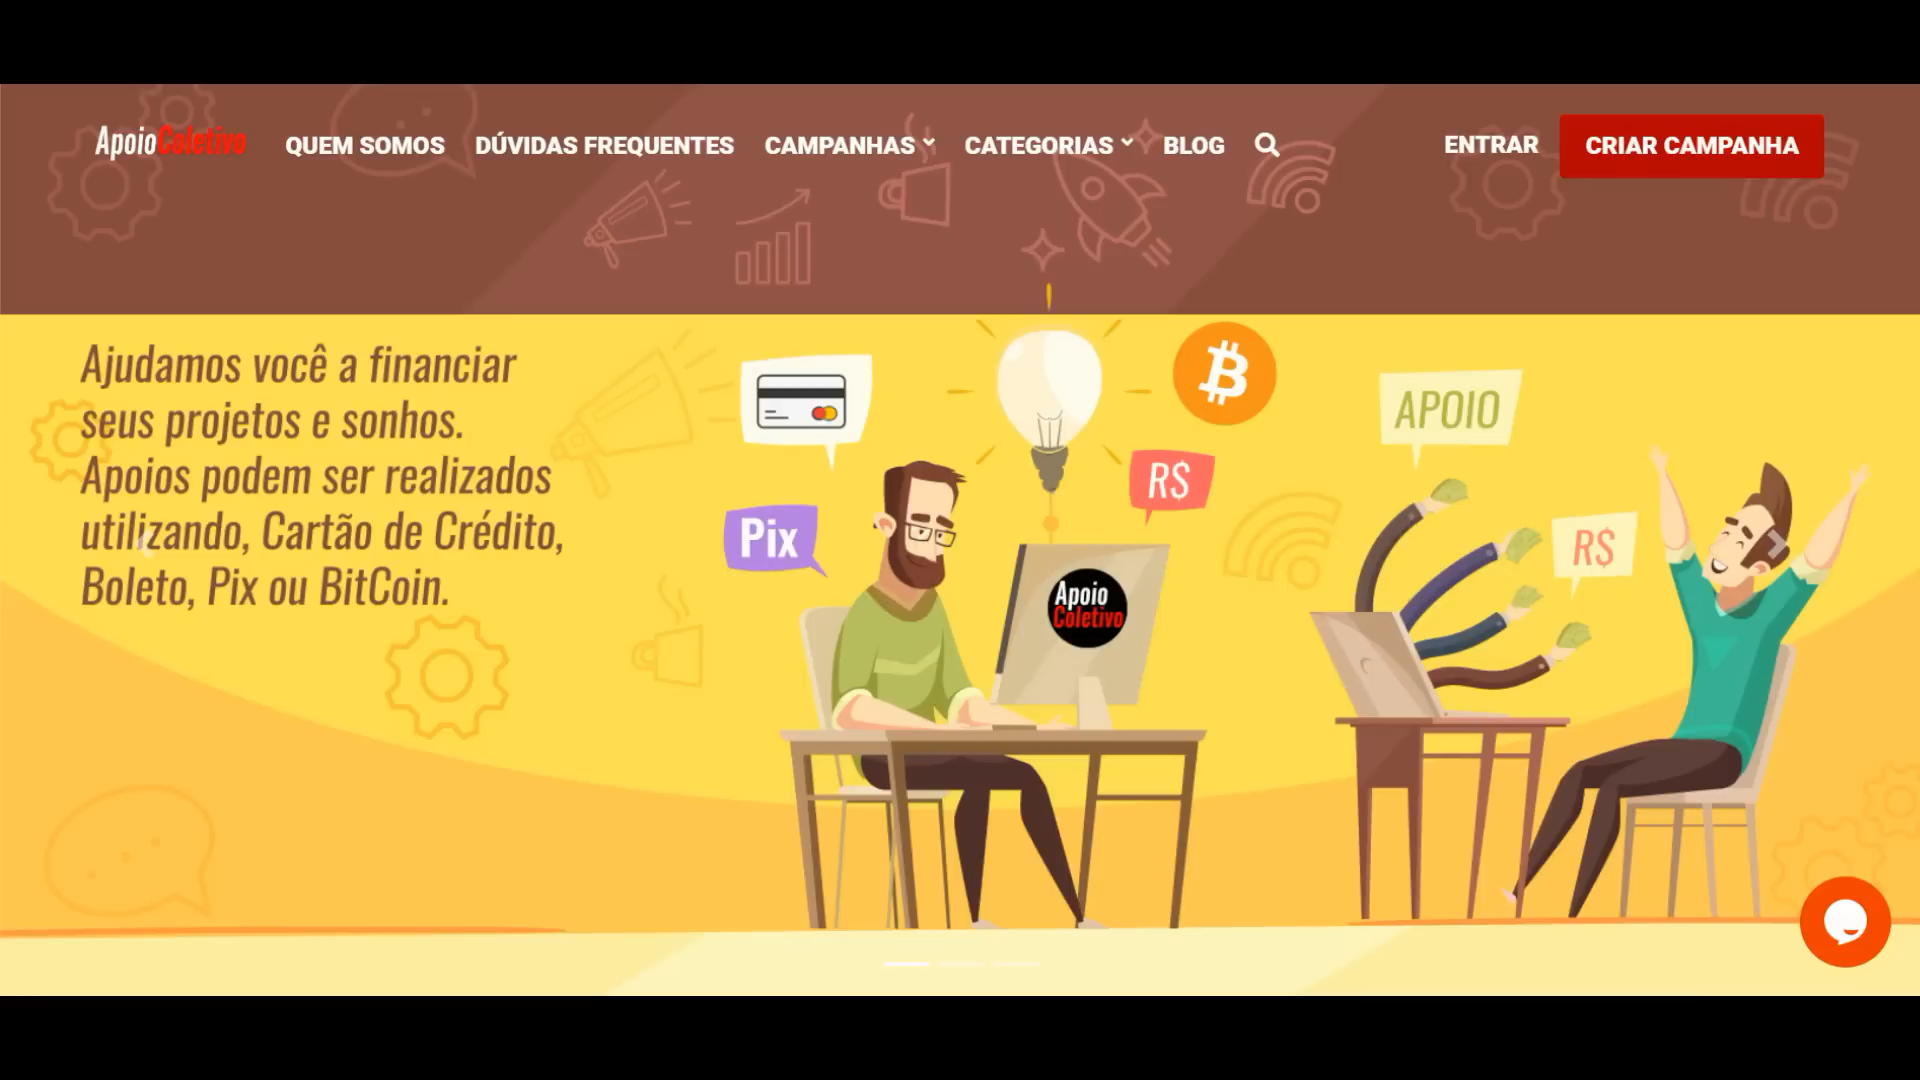 ApoioColetivo QUEM SOMOS DÚVIDAS FREQUENTES CAMPANHAS CATEGORIAS BLOG ENTRAR CRIAR CAMPANHA
Ajudamos você a financiar
seus projetos e sonhos.
Apoios podem ser realizados
utilizando, Cartão de Crédito,
Boleto, Pix ou BitCoin.
Pix
R$
Apoio
Coletivo
APOIO
R$